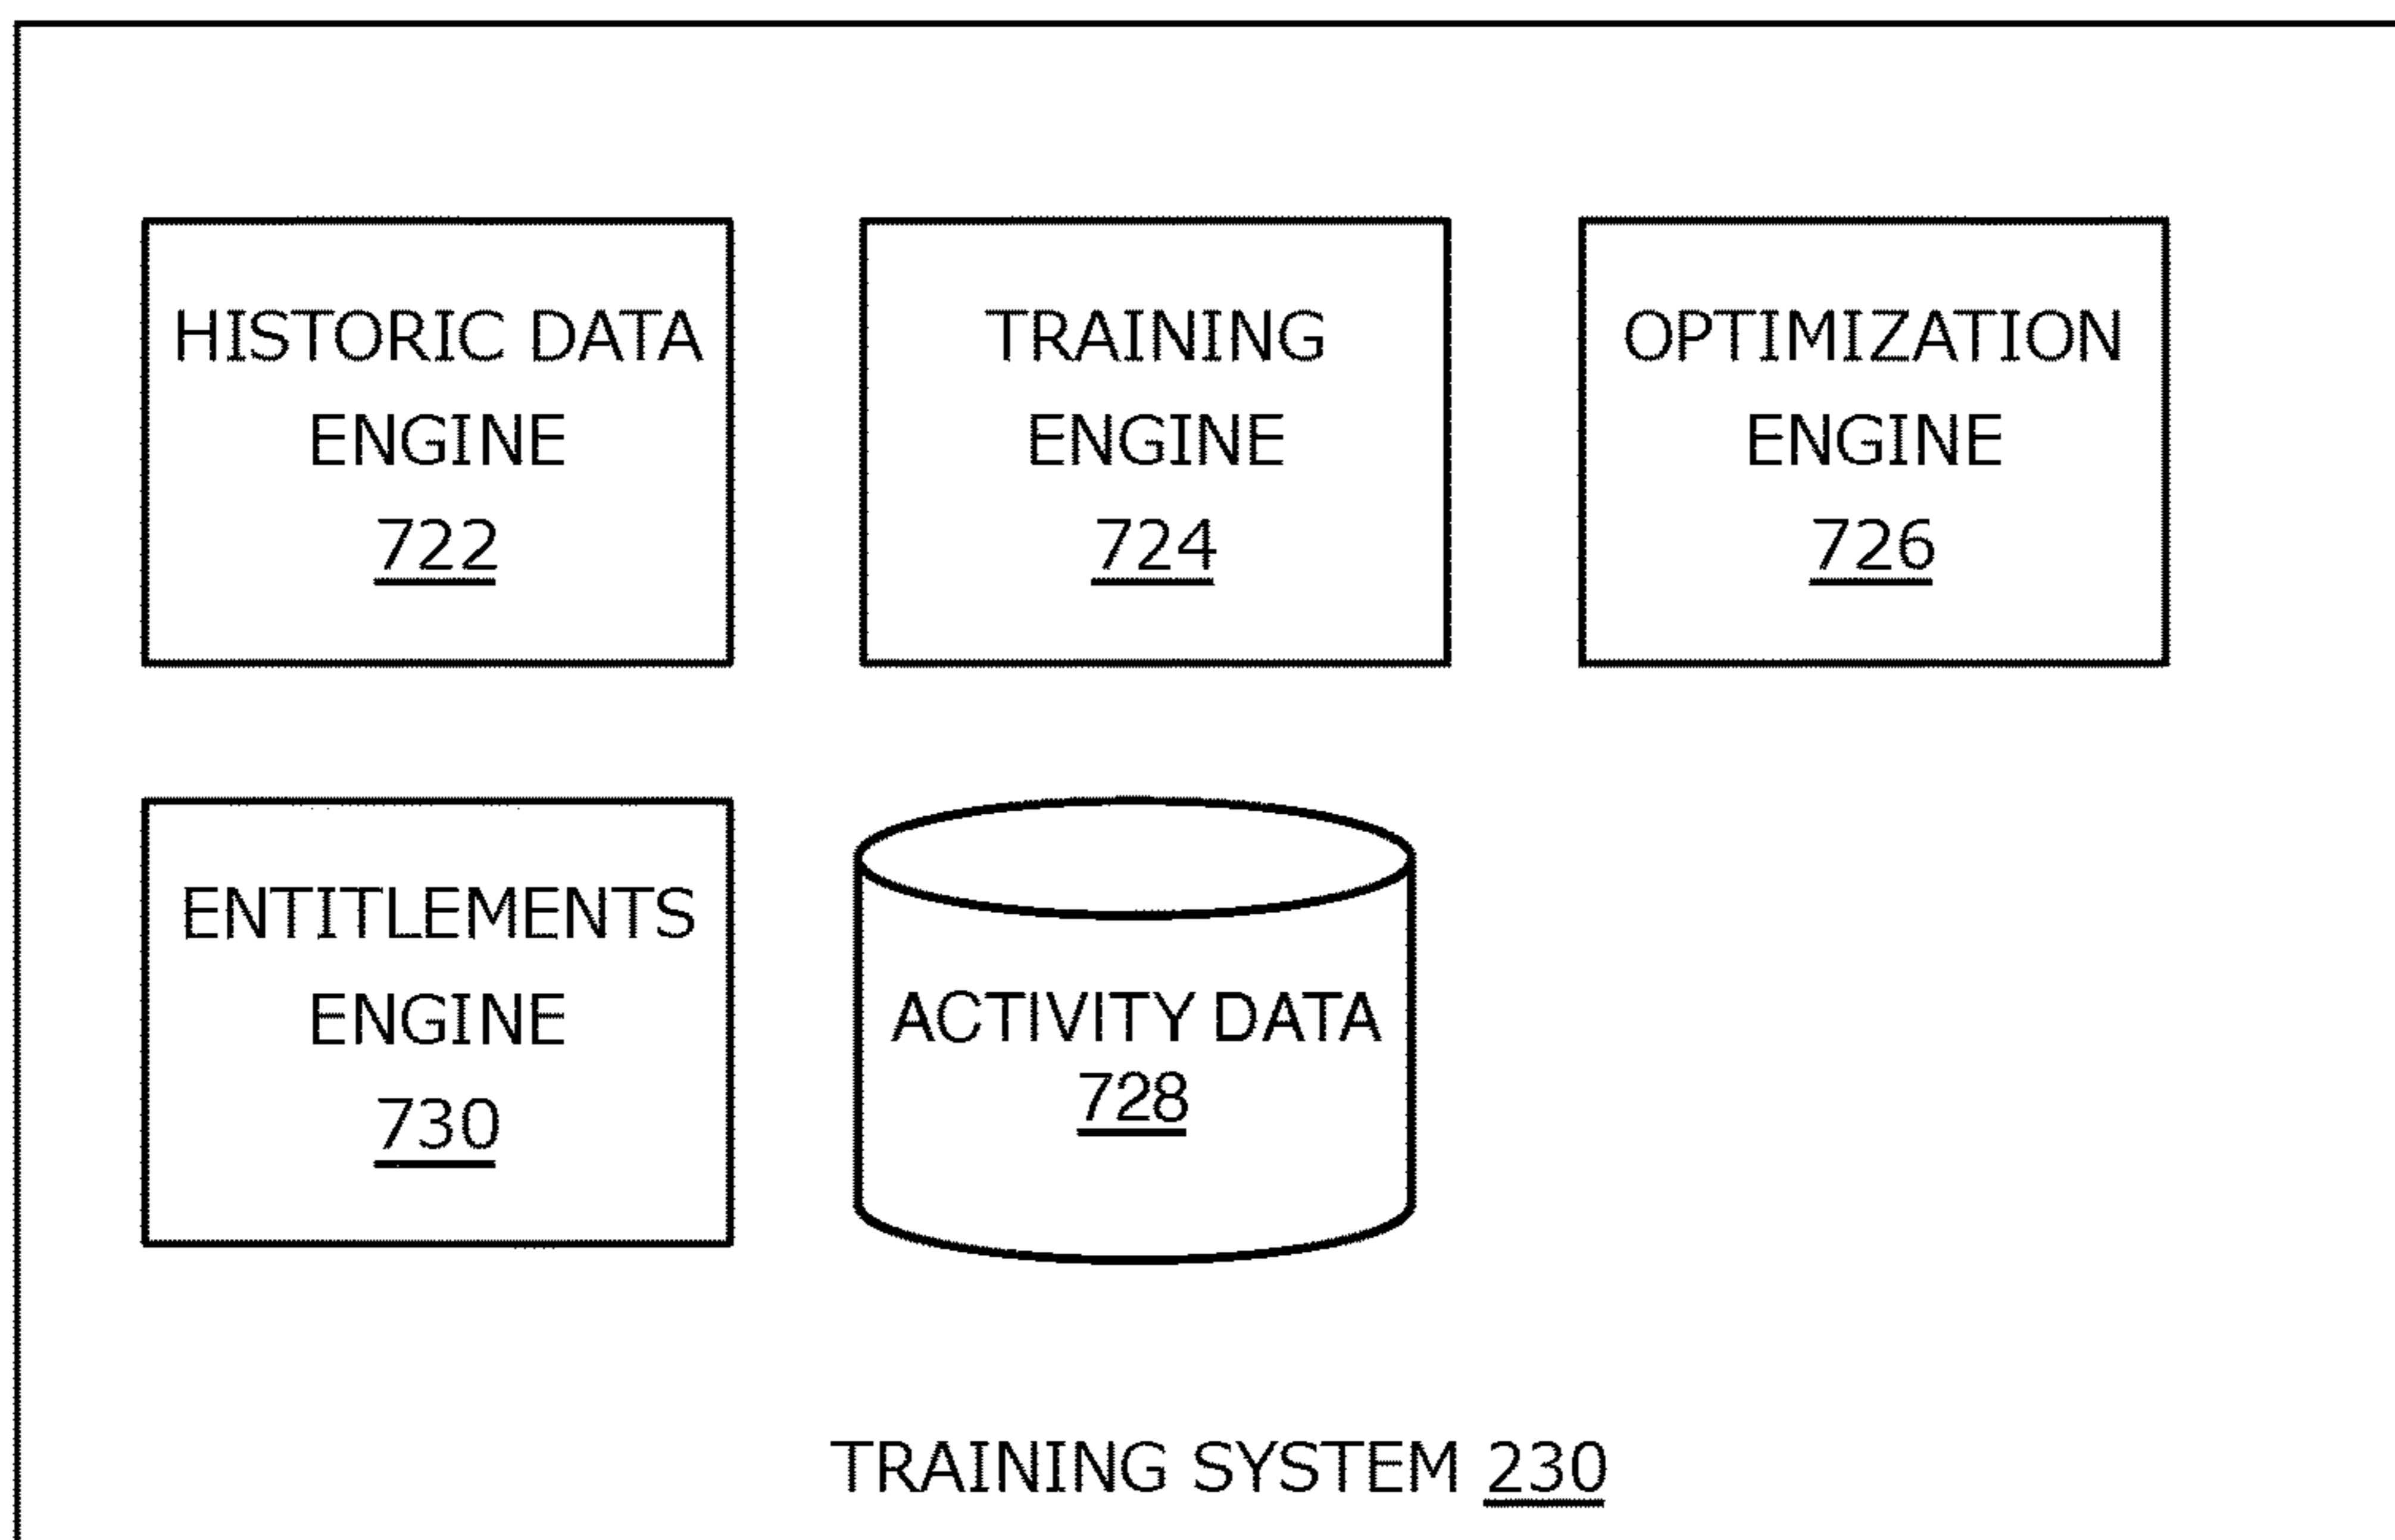 HISTORIC DATA
ENGINE
722
TRAINING
ENGINE
724
OPTIMIZATION
ENGINE
726
ENTITLEMENTS
ENGINE
730
ACTIVITY DATA
728
TRAINING SYSTEM 230